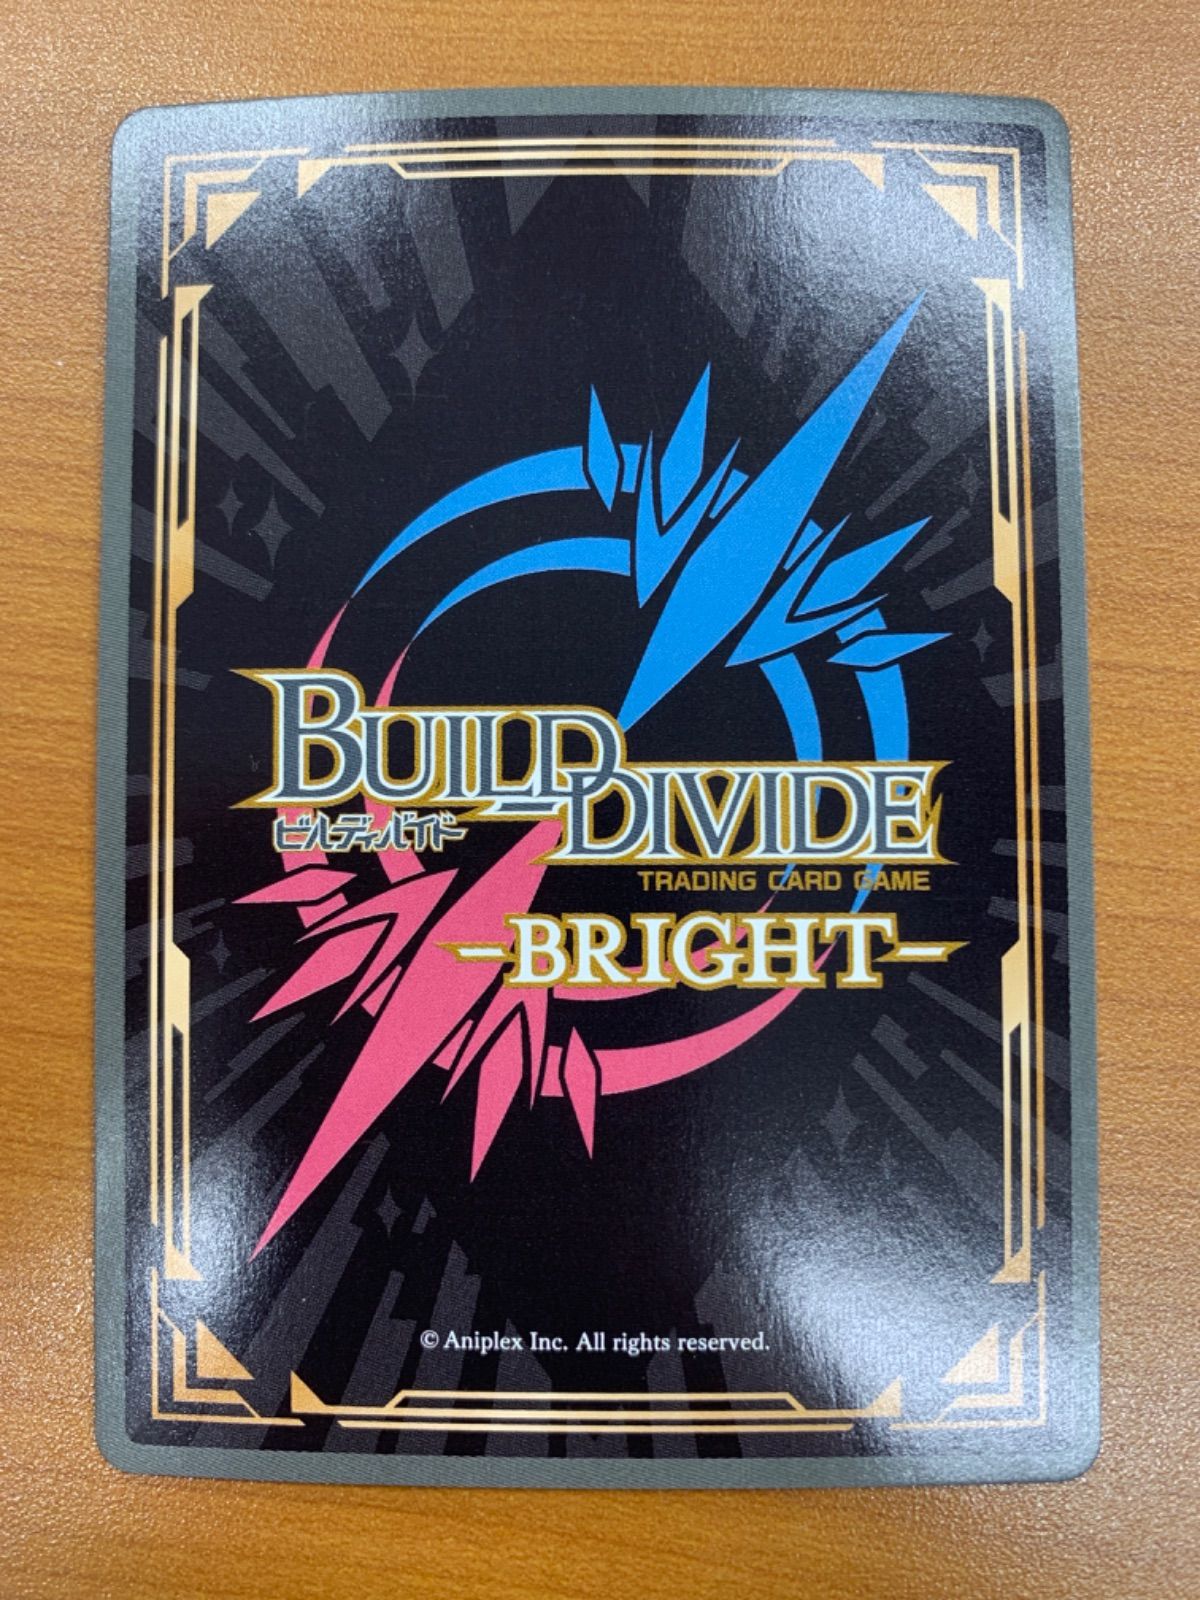 BUILD DIVIDE
ビルディバイド
TRADING CARD GAME
-BRIGHT-
© Aniplex Inc. All rights reserved.